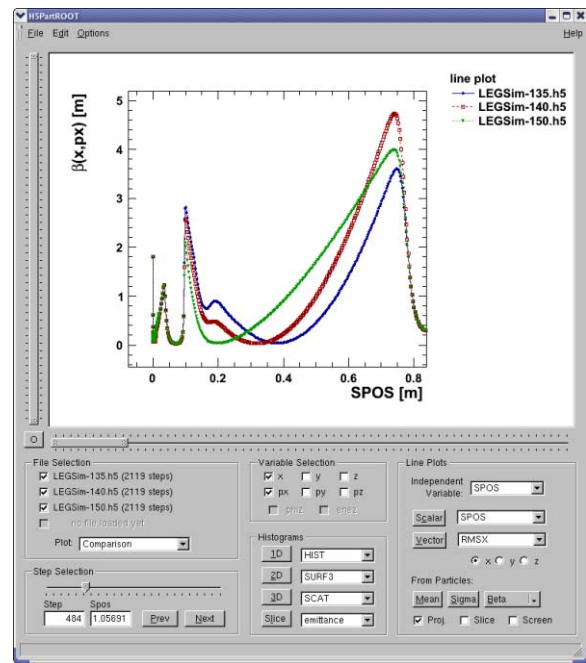 H5PartROOT
File Edit Options Help
line plot
LEGSim-135.h5
LEGSim-140.h5
LEGSim-150.h5
β(x,px) [m]
5
4
3
2
1
0
0 0.2 0.4 0.6 0.8
SPOS [m]
O
File Selection
LEGSim-135.h5 (2119 steps)
LEGSim-140.h5 (2119 steps)
LEGSim-150.h5 (2119 steps)
no file loaded yet
Plot: Comparison
Step Selection
Step Spos
484 1.05691 Prev Next
Variable Selection
x y z
px py pz
phiz enez
Histograms
1D HIST
2D SURF3
3D SCAT
Slice emittance
Line Plots
Independent
Variable: SPOS
Scalar SPOS
Vector RMSX
x y z
From Particles:
Mean Sigma Beta
Proj. Slice Screen